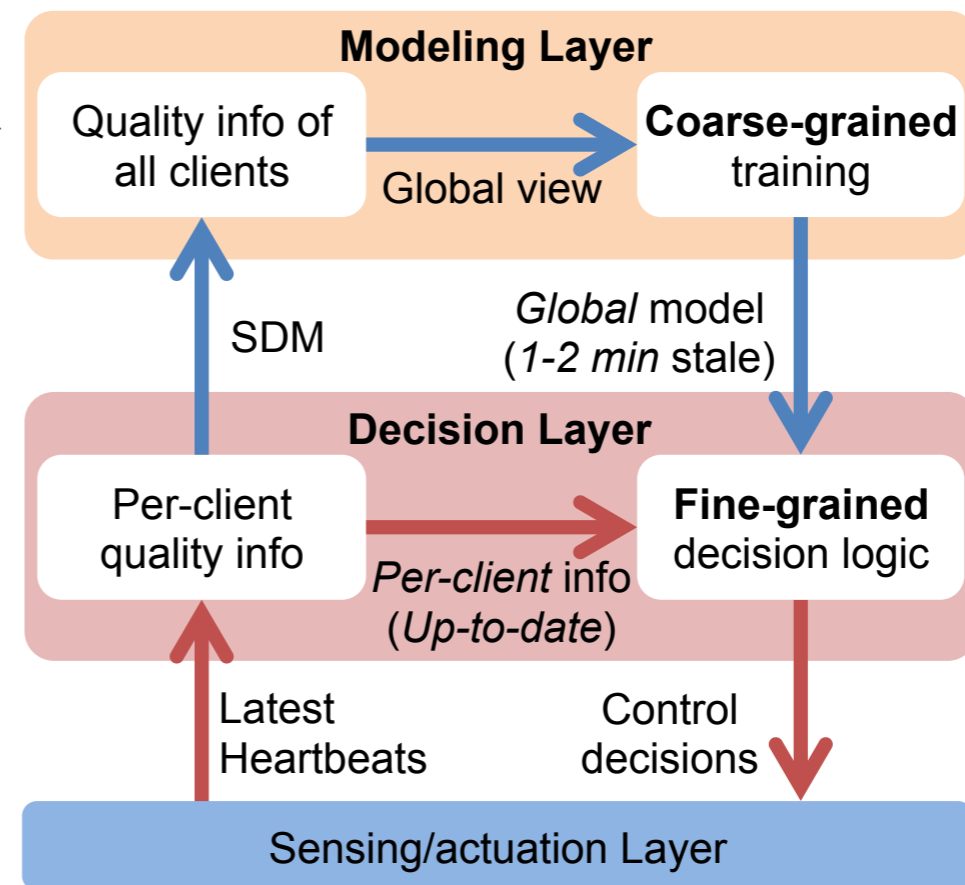 Modeling Layer
Quality info of
all clients
Global view
Coarse-grained
training
SDM
Global model
(1-2 min stale)
Decision Layer
Per-client
quality info
Per-client info
(Up-to-date)
Fine-grained
decision logic
Latest
Heartbeats
Control
decisions
Sensing/actuation Layer